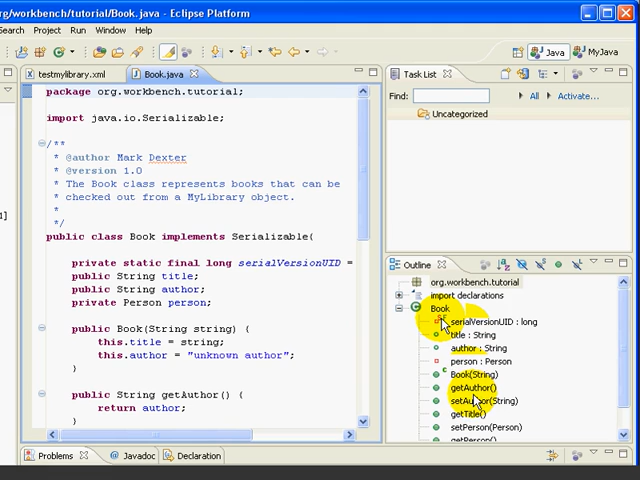 rg/workbench/tutorial/Book.java - Eclipse Platform
Search Project Run Window Help
Java MyJava
testmylibrary.xml Book.java
package org.workbench.tutorial;
import java.io.Serializable;
/**
* @author Mark Dexter
* @version 1.0
* The Book class represents books that can be
* checked out from a MyLibrary object.
*
*/
public class Book implements Serializable{
private static final long serialVersionUID =
public String title;
public String author;
private Person person;
public Book(String string) {
this.title = string;
this.author = "unknown author";
}
public String getAuthor() {
return author;
}
1]
Task List
Find: All Activate...
Uncategorized
Outline
org.workbench.tutorial
import declarations
Book
serialVersionUID : long
title : String
author : String
person : Person
Book(String)
getAuthor()
setAuthor(String)
getTitle()
setPerson(Person)
getPerson()
Problems Javadoc Declaration